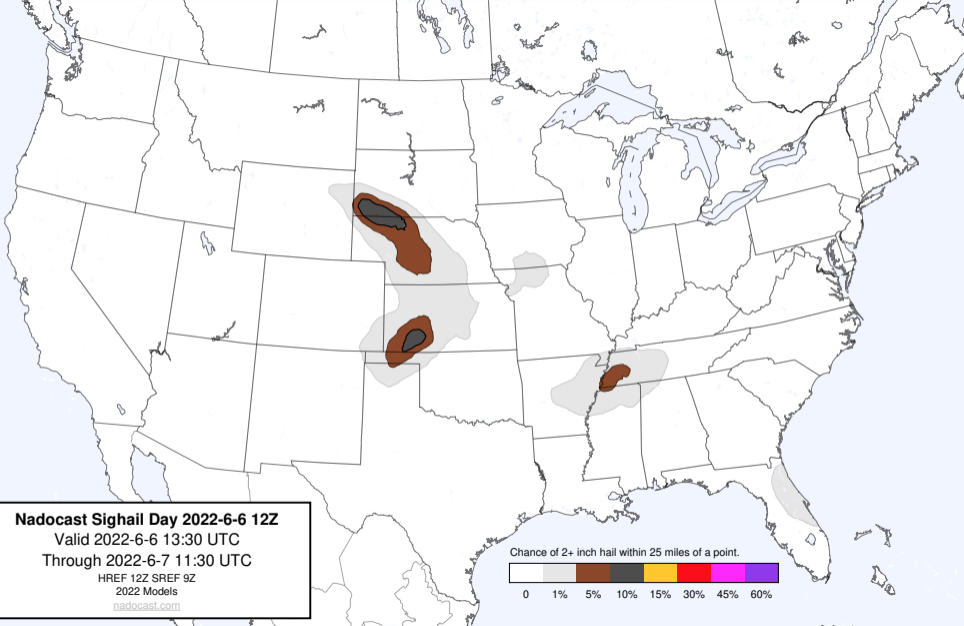 Nadocast Sighail Day 2022-6-6 12Z
Valid 2022-6-6 13:30 UTC
Through 2022-6-7 11:30 UTC
HREF 12Z SREF 9Z
2022 Models
nadocast.com
Chance of 2+ inch hail within 25 miles of a point.
0 1% 5% 10% 15% 30% 45% 60%